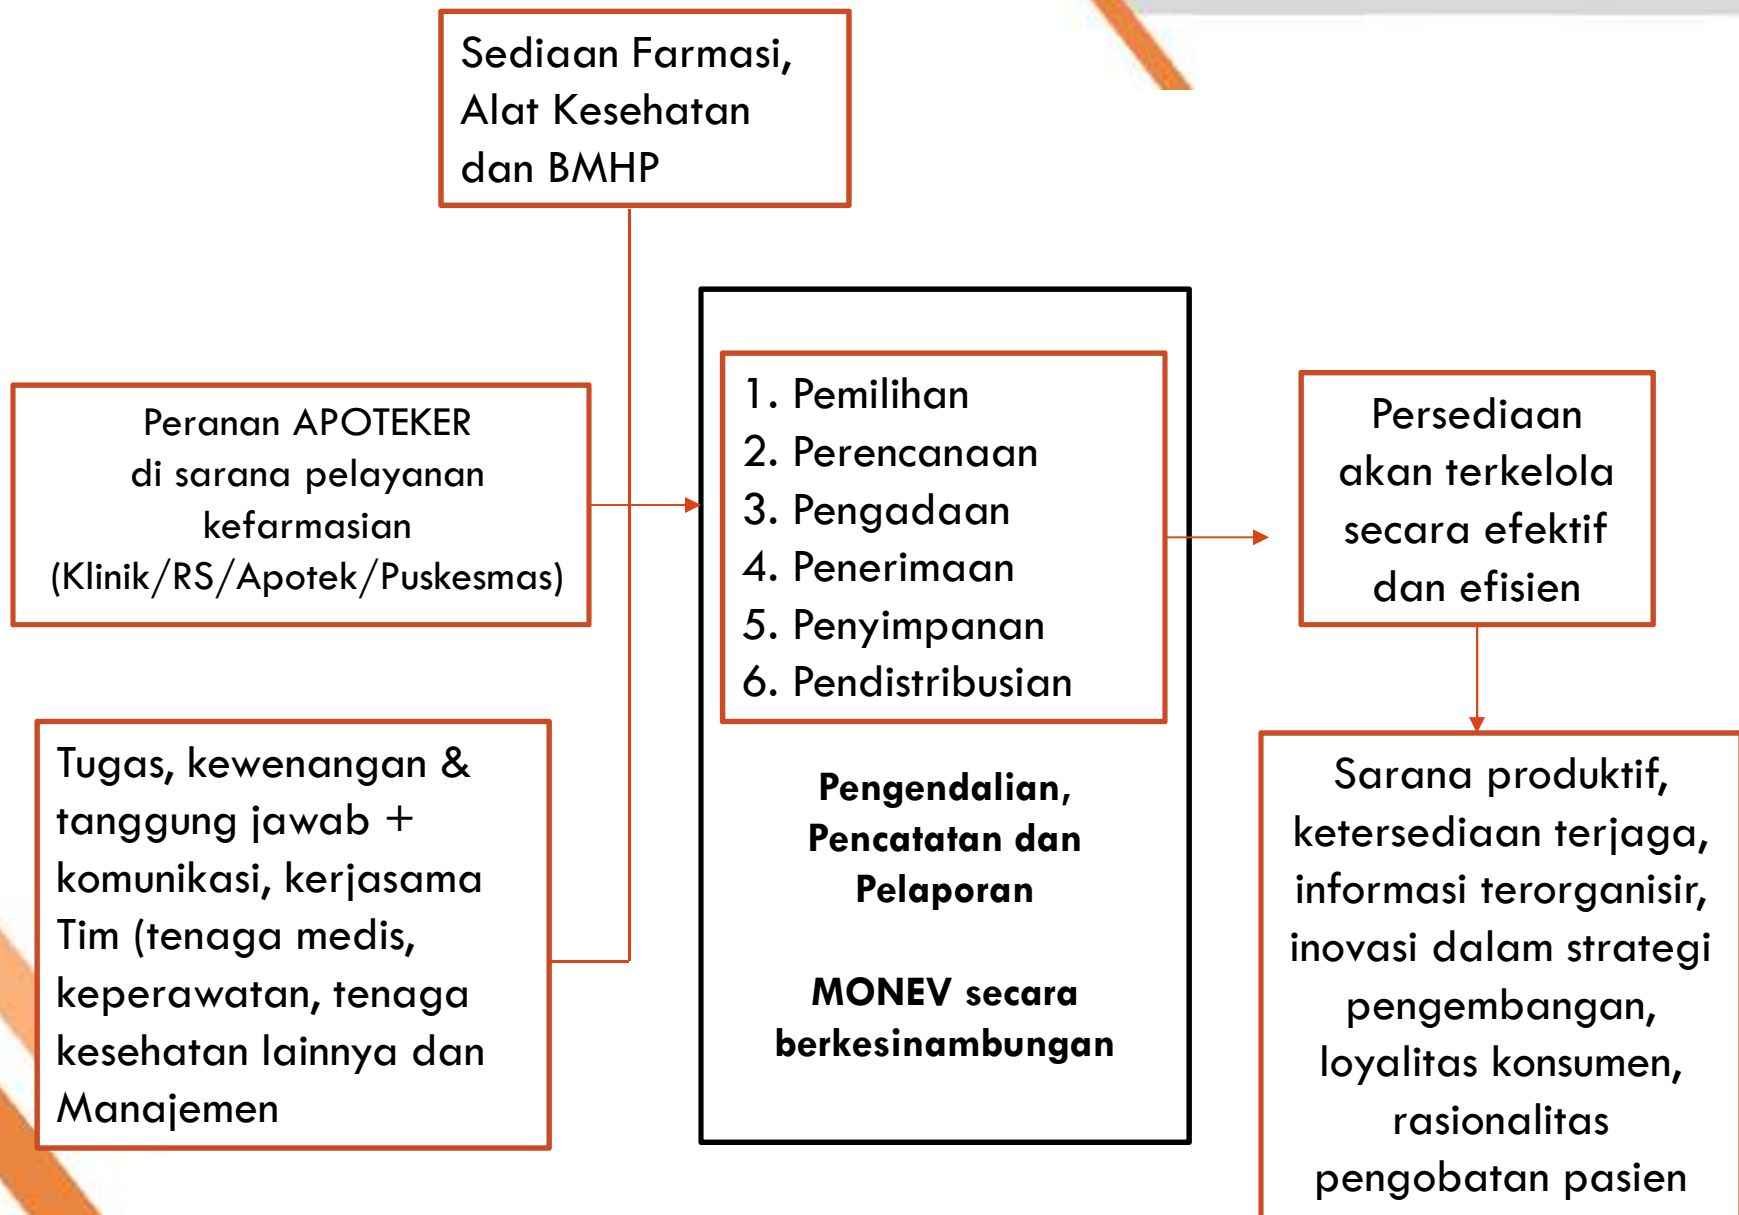 Sediaan Farmasi,
Alat Kesehatan
dan BMHP
Peranan APOTEKER
di sarana pelayanan
kefarmasian
(Klinik/RS/Apotek/Puskesmas)
Tugas, kewenangan &
tanggung jawab +
komunikasi, kerjasama
Tim (tenaga medis,
keperawatan, tenaga
kesehatan lainnya dan
Manajemen
1. Pemilihan
2. Perencanaan
3. Pengadaan
4. Penerimaan
5. Penyimpanan
6. Pendistribusian
Pengendalian,
Pencatatan dan
Pelaporan
MONEV secara
berkesinambungan
Persediaan
akan terkelola
secara efektif
dan efisien
Sarana produktif,
ketersediaan terjaga,
informasi terorganisir,
inovasi dalam strategi
pengembangan,
loyalitas konsumen,
rasionalitas
pengobatan pasien